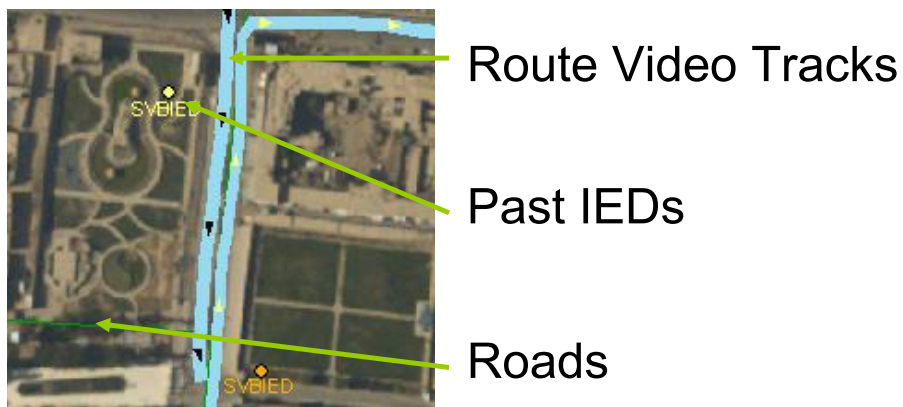 Route Video Tracks
SVBIED
Past IEDs
Roads
SVBIED